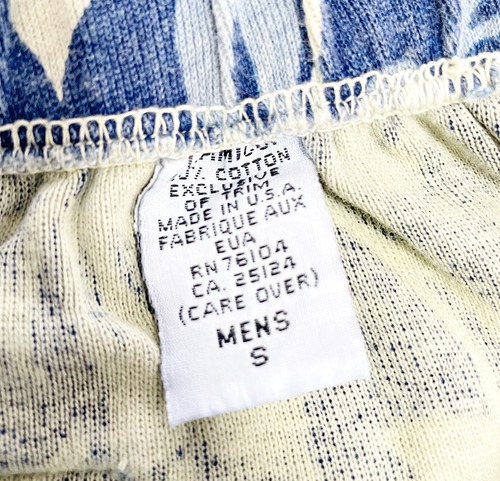 COTTON
EXCLUSIVE
OF TRIM
MADE IN U.S.A.
FABRIQUE AUX
EUA
RN 76104
CA. 25124
(CARE OVER)
MENS
S